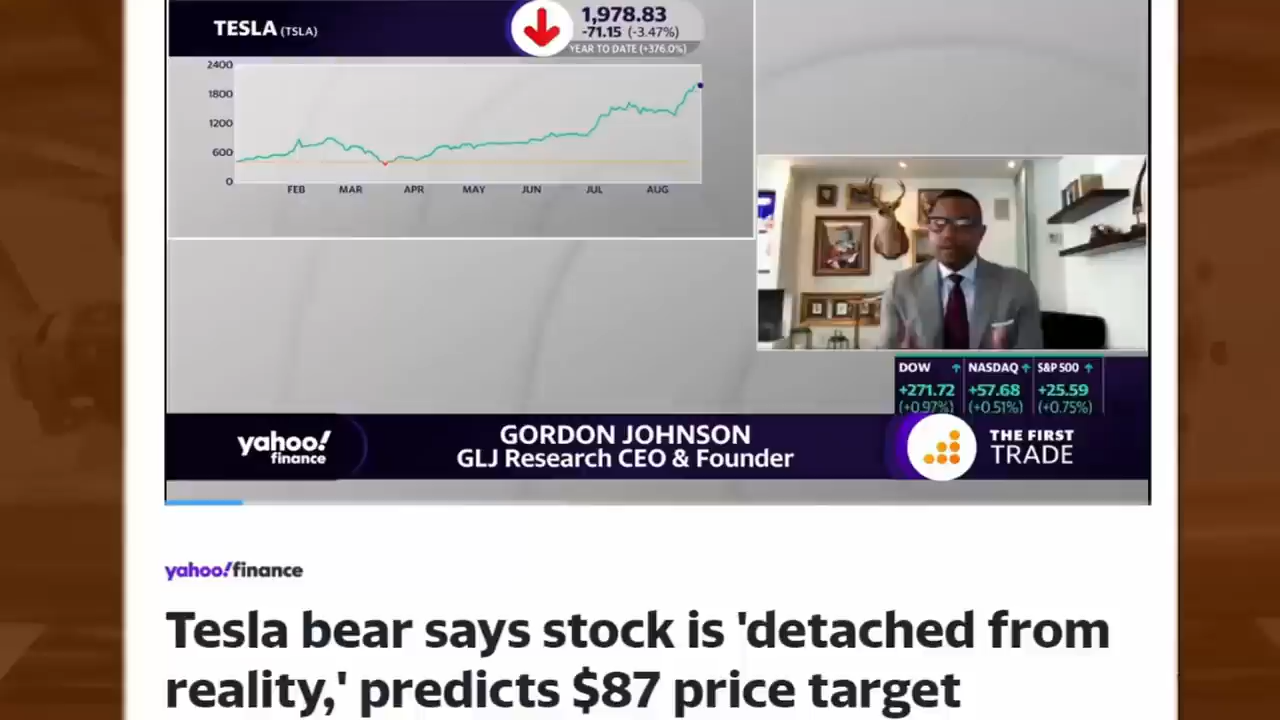 TESLA (TSLA)
1,978.83
-71.15 (-3.47%)
YEAR TO DATE (+376.0%)
2400
1800
1200
600
0
FEB MAR APR MAY JUN JUL AUG
DOW NASDAQ S&P 500
+271.72 +57.68 +25.59
(+0.97%) (+0.51%) (+0.75%)
yahoo!
finance
GORDON JOHNSON
GLJ Research CEO & Founder
THE FIRST
TRADE
yahoo!finance
Tesla bear says stock is 'detached from
reality,' predicts $87 price target